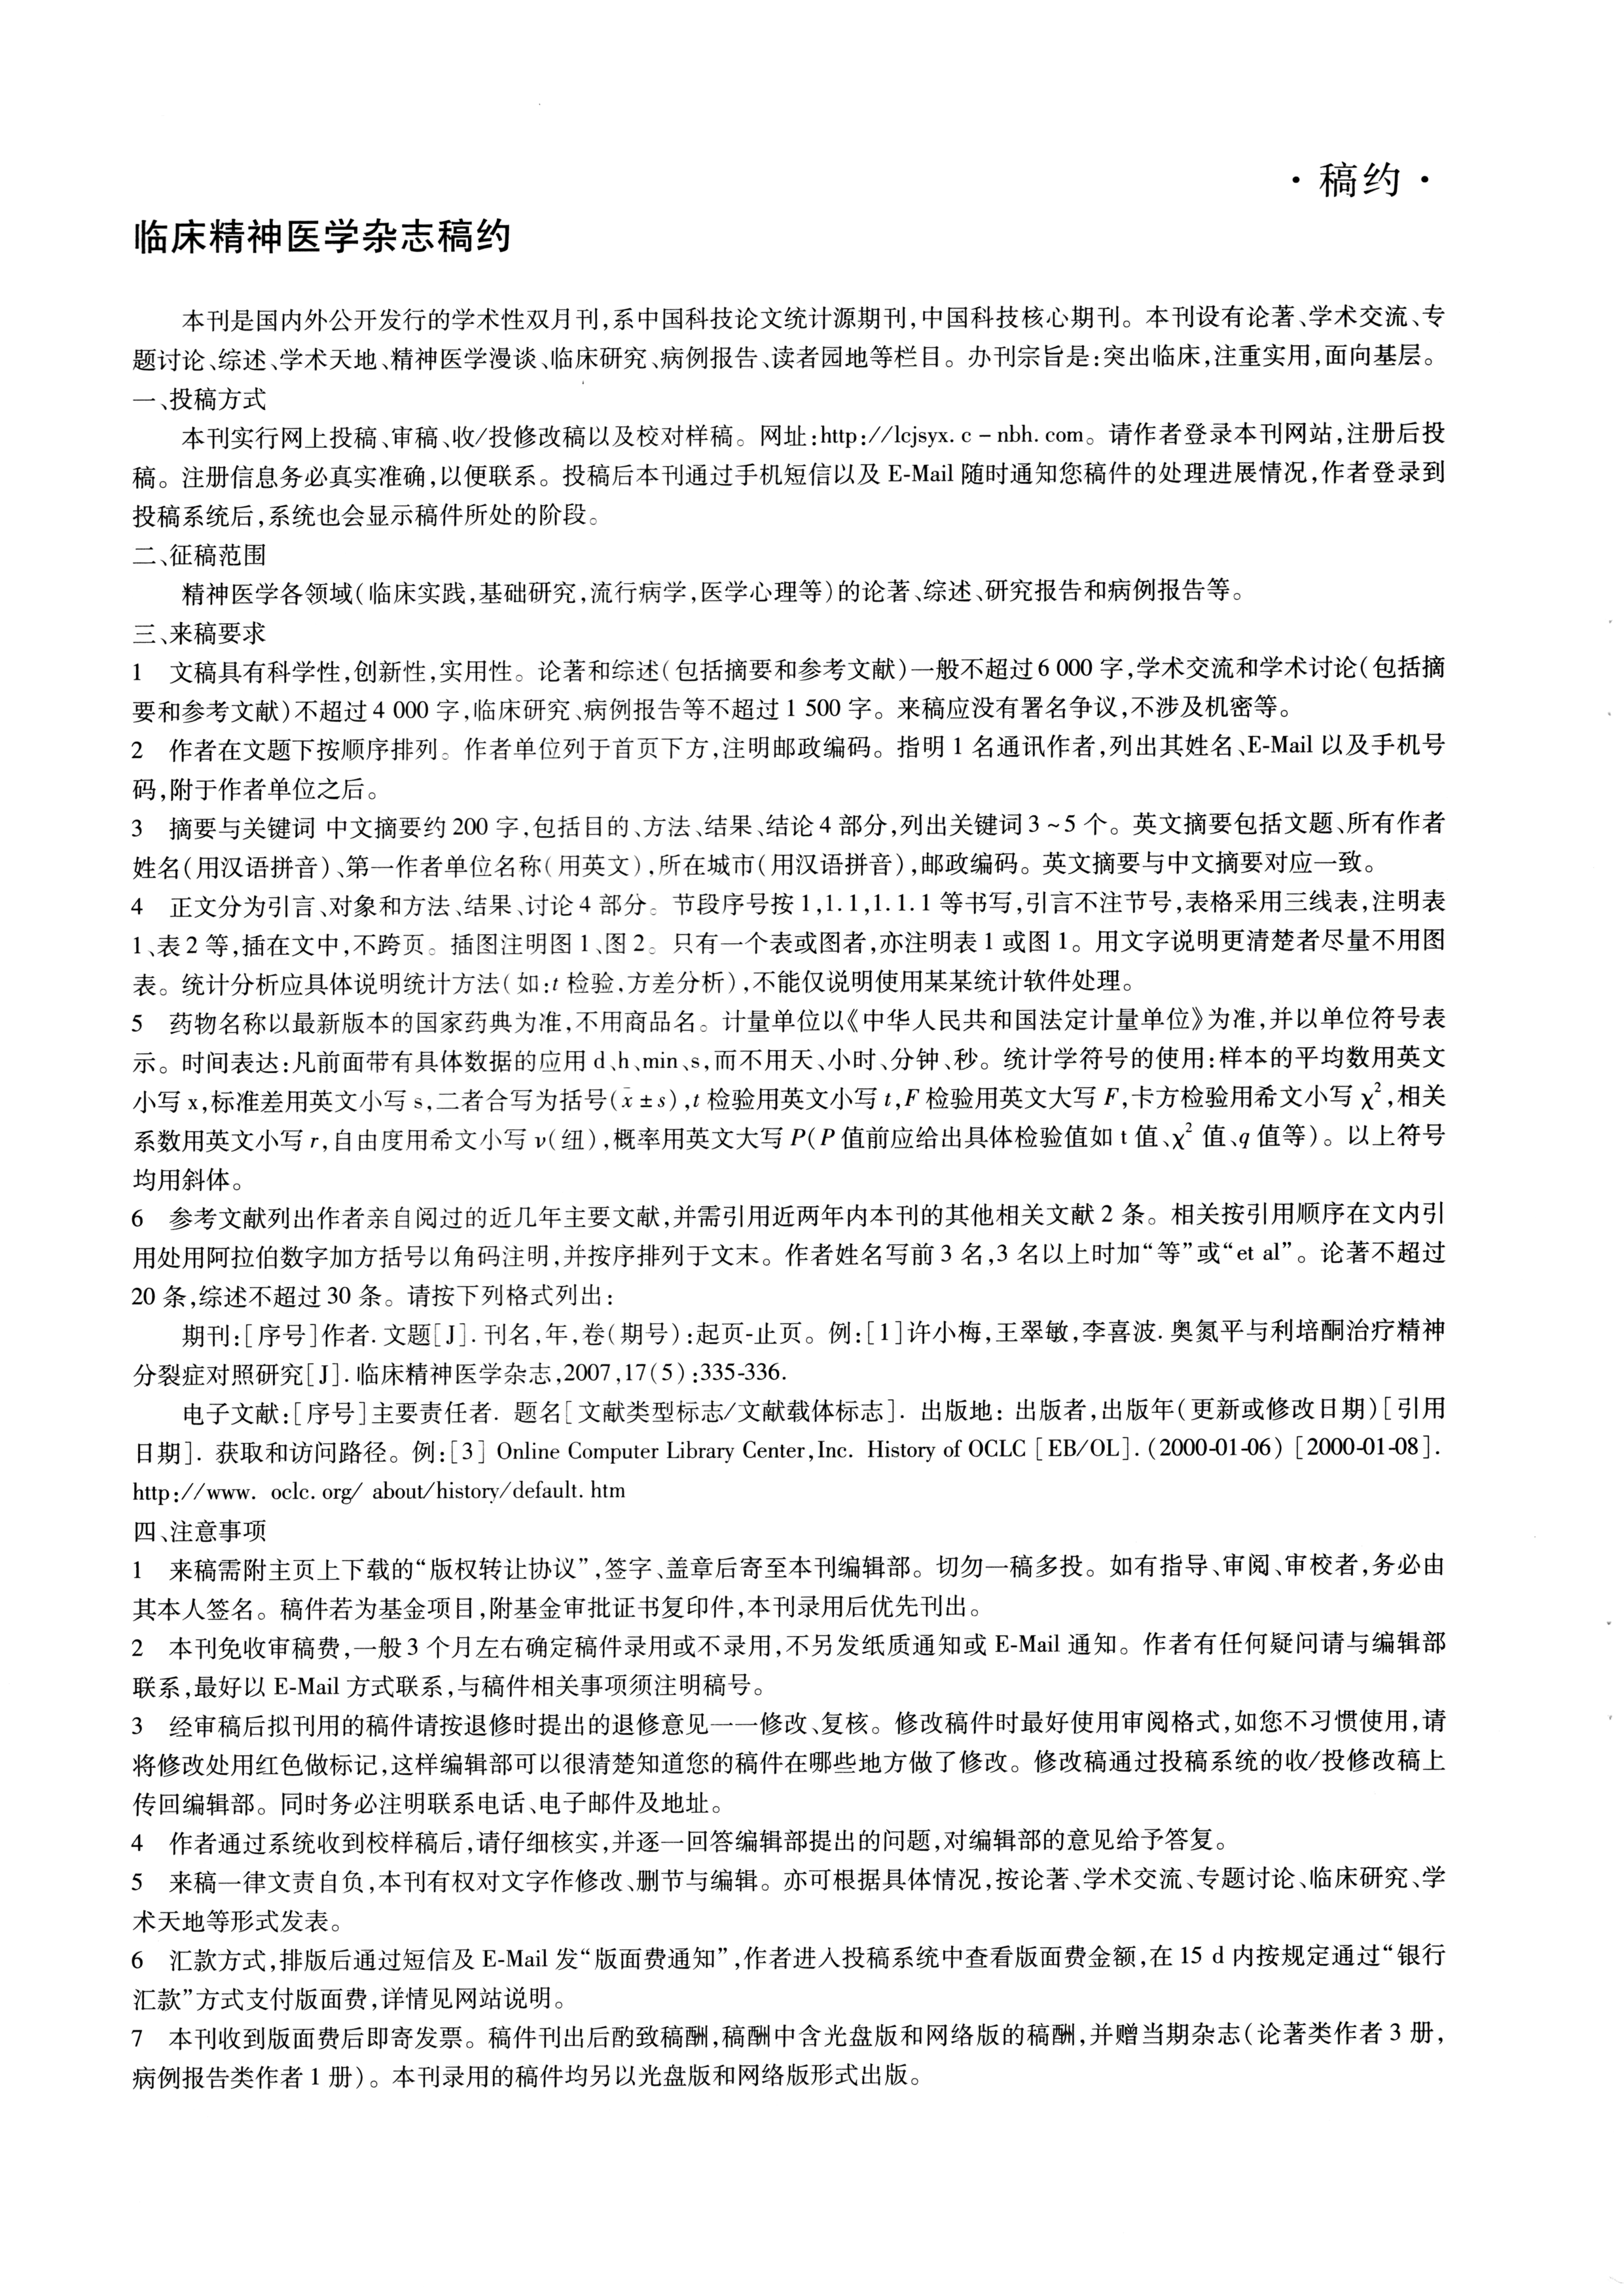 ·稿约·
临床精神医学杂志稿约
本刊是国内外公开发行的学术性双月刊,系中国科技论文统计源期刊,中国科技核心期刊。本刊设有论著、学术交流、专
题讨论、综述、学术天地、精神医学漫谈、临床研究、病例报告、读者园地等栏目。办刊宗旨是:突出临床,注重实用,面向基层。
一、投稿方式
本刊实行网上投稿、审稿、收/投修改稿以及校对样稿。网址:http://lcjsyx. c－nbh. com。请作者登录本刊网站,注册后投
稿。注册信息务必真实准确,以便联系。投稿后本刊通过手机短信以及 E-Mail 随时通知您稿件的处理进展情况,作者登录到
投稿系统后,系统也会显示稿件所处的阶段。
二、征稿范围
精神医学各领域(临床实践,基础研究,流行病学,医学心理等)的论著、综述、研究报告和病例报告等。
三、来稿要求
1 文稿具有科学性,创新性,实用性。论著和综述(包括摘要和参考文献)一般不超过 6 000 字,学术交流和学术讨论(包括摘
要和参考文献)不超过 4 000 字,临床研究、病例报告等不超过 1 500 字。来稿应没有署名争议,不涉及机密等。
2 作者在文题下按顺序排列。作者单位列于首页下方,注明邮政编码。指明 1 名通讯作者,列出其姓名、E-Mail 以及手机号
码,附于作者单位之后。
3 摘要与关键词 中文摘要约 200 字,包括目的、方法、结果、结论 4 部分,列出关键词 3～5 个。英文摘要包括文题、所有作者
姓名(用汉语拼音)、第一作者单位名称(用英文),所在城市(用汉语拼音),邮政编码。英文摘要与中文摘要对应一致。
4 正文分为引言、对象和方法、结果、讨论 4 部分。节段序号按 1,1. 1,1. 1. 1 等书写,引言不注节号,表格采用三线表,注明表
1、表 2 等,插在文中,不跨页。插图注明图 1、图 2。只有一个表或图者,亦注明表 1 或图 1。用文字说明更清楚者尽量不用图
表。统计分析应具体说明统计方法(如:t 检验,方差分析),不能仅说明使用某某统计软件处理。
5 药物名称以最新版本的国家药典为准,不用商品名。计量单位以《中华人民共和国法定计量单位》为准,并以单位符号表
示。时间表达:凡前面带有具体数据的应用 d、h、min、s,而不用天、小时、分钟、秒。统计学符号的使用:样本的平均数用英文
小写 x,标准差用英文小写 s,二者合写为括号(x̄ ± s),t 检验用英文小写 t,F 检验用英文大写 F,卡方检验用希文小写 χ²,相关
系数用英文小写 r,自由度用希文小写 ν(纽),概率用英文大写 P(P 值前应给出具体检验值如 t 值、χ² 值、q 值等)。以上符号
均用斜体。
6 参考文献列出作者亲自阅过的近几年主要文献,并需引用近两年内本刊的其他相关文献 2 条。相关按引用顺序在文内引
用处用阿拉伯数字加方括号以角码注明,并按序排列于文末。作者姓名写前 3 名,3 名以上时加“等”或“et al”。论著不超过
20 条,综述不超过 30 条。请按下列格式列出:
期刊:[序号]作者. 文题[J]. 刊名,年,卷(期号):起页-止页。例:[1]许小梅,王翠敏,李喜波. 奥氮平与利培酮治疗精神
分裂症对照研究[J]. 临床精神医学杂志,2007,17(5):335-336.
电子文献:[序号]主要责任者. 题名[文献类型标志/文献载体标志]. 出版地: 出版者,出版年(更新或修改日期)[引用
日期]. 获取和访问路径。例:[3] Online Computer Library Center,Inc. History of OCLC [EB/OL]. (2000-01-06) [2000-01-08].
http://www. oclc. org/ about/history/default. htm
四、注意事项
1 来稿需附主页上下载的“版权转让协议”,签字、盖章后寄至本刊编辑部。切勿一稿多投。如有指导、审阅、审校者,务必由
其本人签名。稿件若为基金项目,附基金审批证书复印件,本刊录用后优先刊出。
2 本刊免收审稿费,一般 3 个月左右确定稿件录用或不录用,不另发纸质通知或 E-Mail 通知。作者有任何疑问请与编辑部
联系,最好以 E-Mail 方式联系,与稿件相关事项须注明稿号。
3 经审稿后拟刊用的稿件请按退修时提出的退修意见一一修改、复核。修改稿件时最好使用审阅格式,如您不习惯使用,请
将修改处用红色做标记,这样编辑部可以很清楚知道您的稿件在哪些地方做了修改。修改稿通过投稿系统的收/投修改稿上
传回编辑部。同时务必注明联系电话、电子邮件及地址。
4 作者通过系统收到校样稿后,请仔细核实,并逐一回答编辑部提出的问题,对编辑部的意见给予答复。
5 来稿一律文责自负,本刊有权对文字作修改、删节与编辑。亦可根据具体情况,按论著、学术交流、专题讨论、临床研究、学
术天地等形式发表。
6 汇款方式,排版后通过短信及 E-Mail 发“版面费通知”,作者进入投稿系统中查看版面费金额,在 15 d 内按规定通过“银行
汇款”方式支付版面费,详情见网站说明。
7 本刊收到版面费后即寄发票。稿件刊出后酌致稿酬,稿酬中含光盘版和网络版的稿酬,并赠当期杂志(论著类作者 3 册,
病例报告类作者 1 册)。本刊录用的稿件均另以光盘版和网络版形式出版。